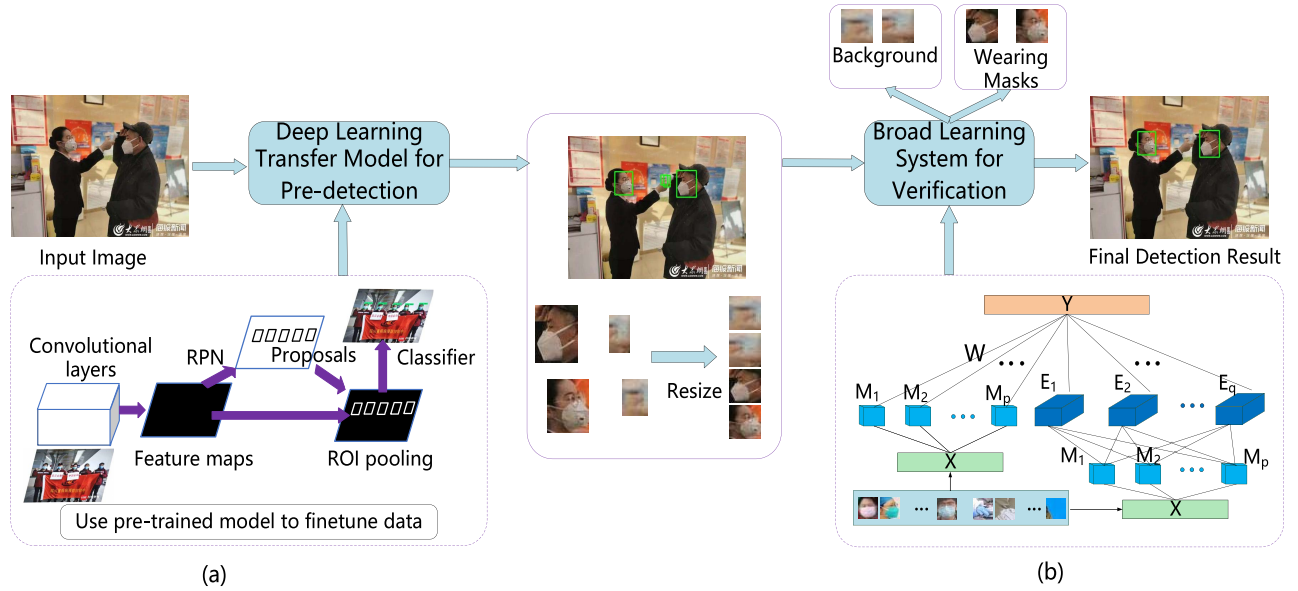 Background
Wearing
Masks
Deep Learning
Transfer Model for
Pre-detection
Broad Learning
System for
Verification
Input Image
Final Detection Result
Convolutional
layers
RPN
Proposals
Classifier
Feature maps
ROI pooling
Use pre-trained model to finetune data
(a)
Resize
Y
W
...
...
M1
M2
...
Mp
E1
E2
...
Eq
X
M1
M2
...
Mp
...
...
X
(b)